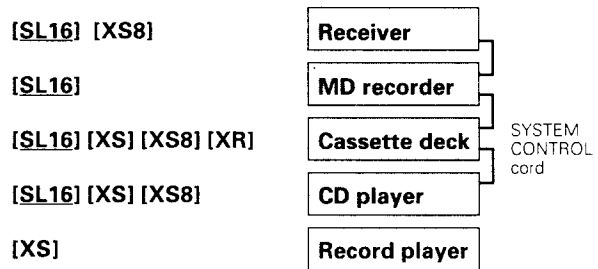 [SL16] [XS8] Receiver
[SL16] MD recorder
[SL16] [XS] [XS8] [XR] Cassette deck
SYSTEM
CONTROL
cord
[SL16] [XS] [XS8] CD player
[XS] Record player